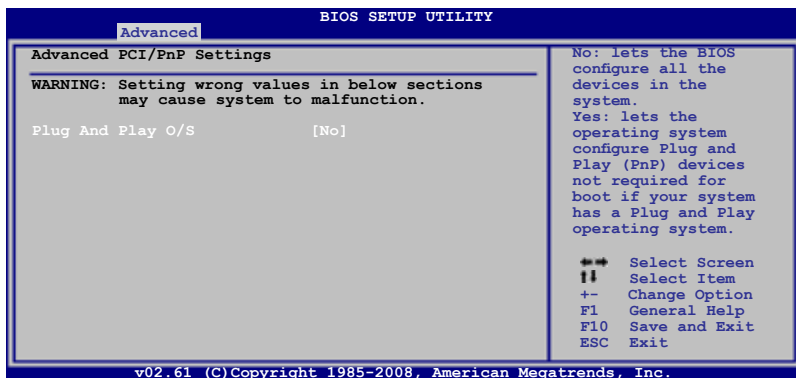 BIOS SETUP UTILITY
Advanced
Advanced PCI/PnP Settings
WARNING: Setting wrong values in below sections
may cause system to malfunction.
Plug And Play O/S [No]
No: lets the BIOS
configure all the
devices in the
system.
Yes: lets the
operating system
configure Plug and
Play (PnP) devices
not required for
boot if your system
has a Plug and Play
operating system.
←→ Select Screen
↑↓ Select Item
+- Change Option
F1 General Help
F10 Save and Exit
ESC Exit
v02.61 (C)Copyright 1985-2008, American Megatrends, Inc.